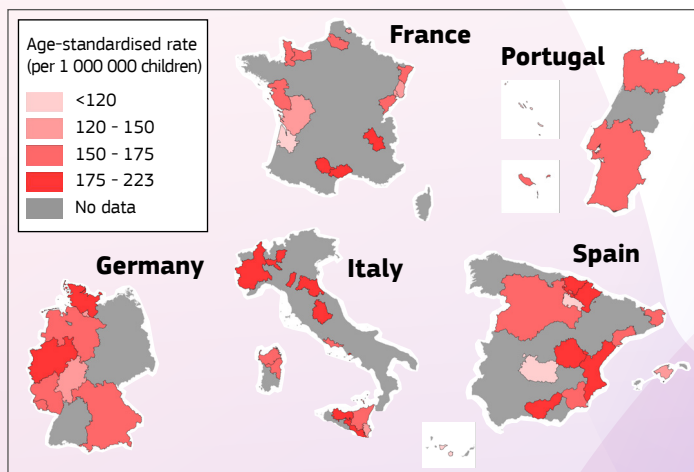 Age-standardised rate
(per 1 000 000 children)
<120
120 - 150
150 - 175
175 - 223
No data
France
Portugal
Germany
Italy
Spain